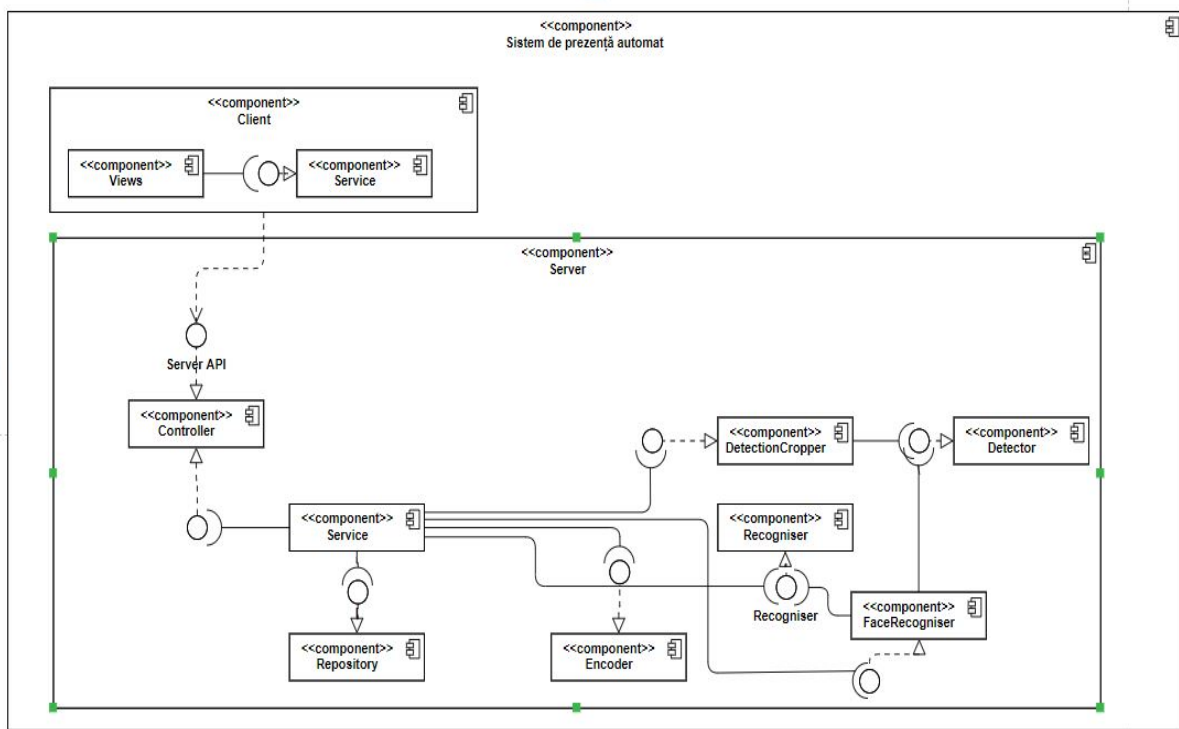 <<component>>
Sistem de prezență automat
<<component>>
Client
<<component>>
Views
<<component>>
Service
<<component>>
Server
Server API
<<component>>
Controller
<<component>>
DetectionCropper
<<component>>
Detector
<<component>>
Service
<<component>>
Recogniser
Recogniser
<<component>>
FaceRecogniser
<<component>>
Repository
<<component>>
Encoder